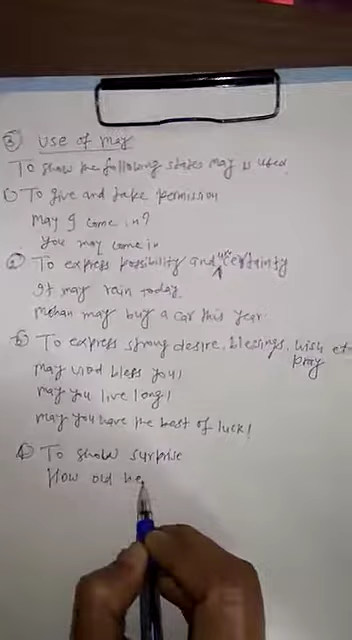 ③ Use of May
To show the following states may is used.
① To give and take permission
May I come in?
You may come in
② To express possibility and uncertainty
It may rain today.
Mohan may buy a car this year.
③ To express strong desire, blessings, wish etc
pray
May God bless you!
May you live long!
May you have the best of luck!
④ To show surprise
How old he